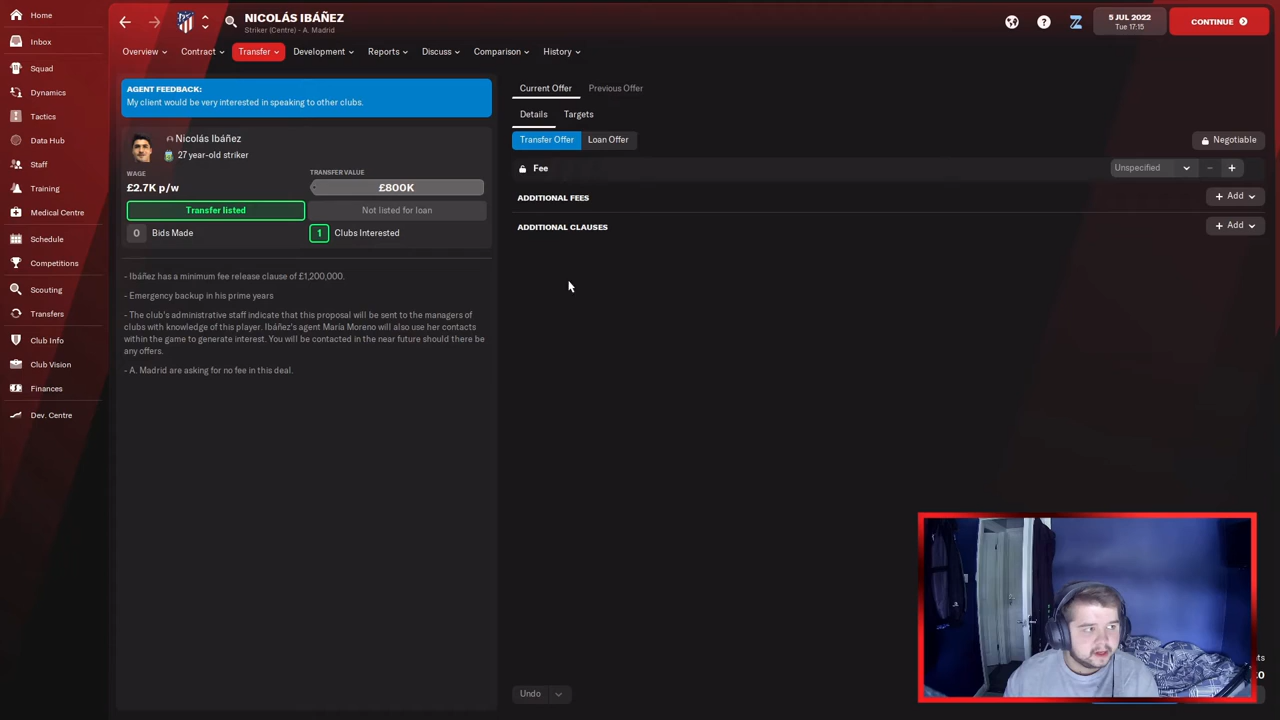 Home
Inbox
Squad
Dynamics
Tactics
Data Hub
Staff
Training
Medical Centre
Schedule
Competitions
Scouting
Transfers
Club Info
Club Vision
Finances
Dev. Centre
NICOLÁS IBÁÑEZ
Striker (Centre) - A. Madrid
5 JUL 2022
Tue 17:15
CONTINUE
Overview
Contract
Transfer
Development
Reports
Discuss
Comparison
History
AGENT FEEDBACK:
My client would be very interested in speaking to other clubs.
Nicolás Ibáñez
27 year-old striker
WAGE
£2.7K p/w
TRANSFER VALUE
£800K
Transfer listed
Not listed for loan
0 Bids Made
1 Clubs Interested
- Ibáñez has a minimum fee release clause of £1,200,000.
- Emergency backup in his prime years
- The club's administrative staff indicate that this proposal will be sent to the managers of
clubs with knowledge of this player. Ibáñez's agent María Moreno will also use her contacts
within the game to generate interest. You will be contacted in the near future should there be
any offers.
- A. Madrid are asking for no fee in this deal.
Current Offer
Previous Offer
Details
Targets
Transfer Offer
Loan Offer
Negotiable
Fee
Unspecified
ADDITIONAL FEES
Add
ADDITIONAL CLAUSES
Add
Undo